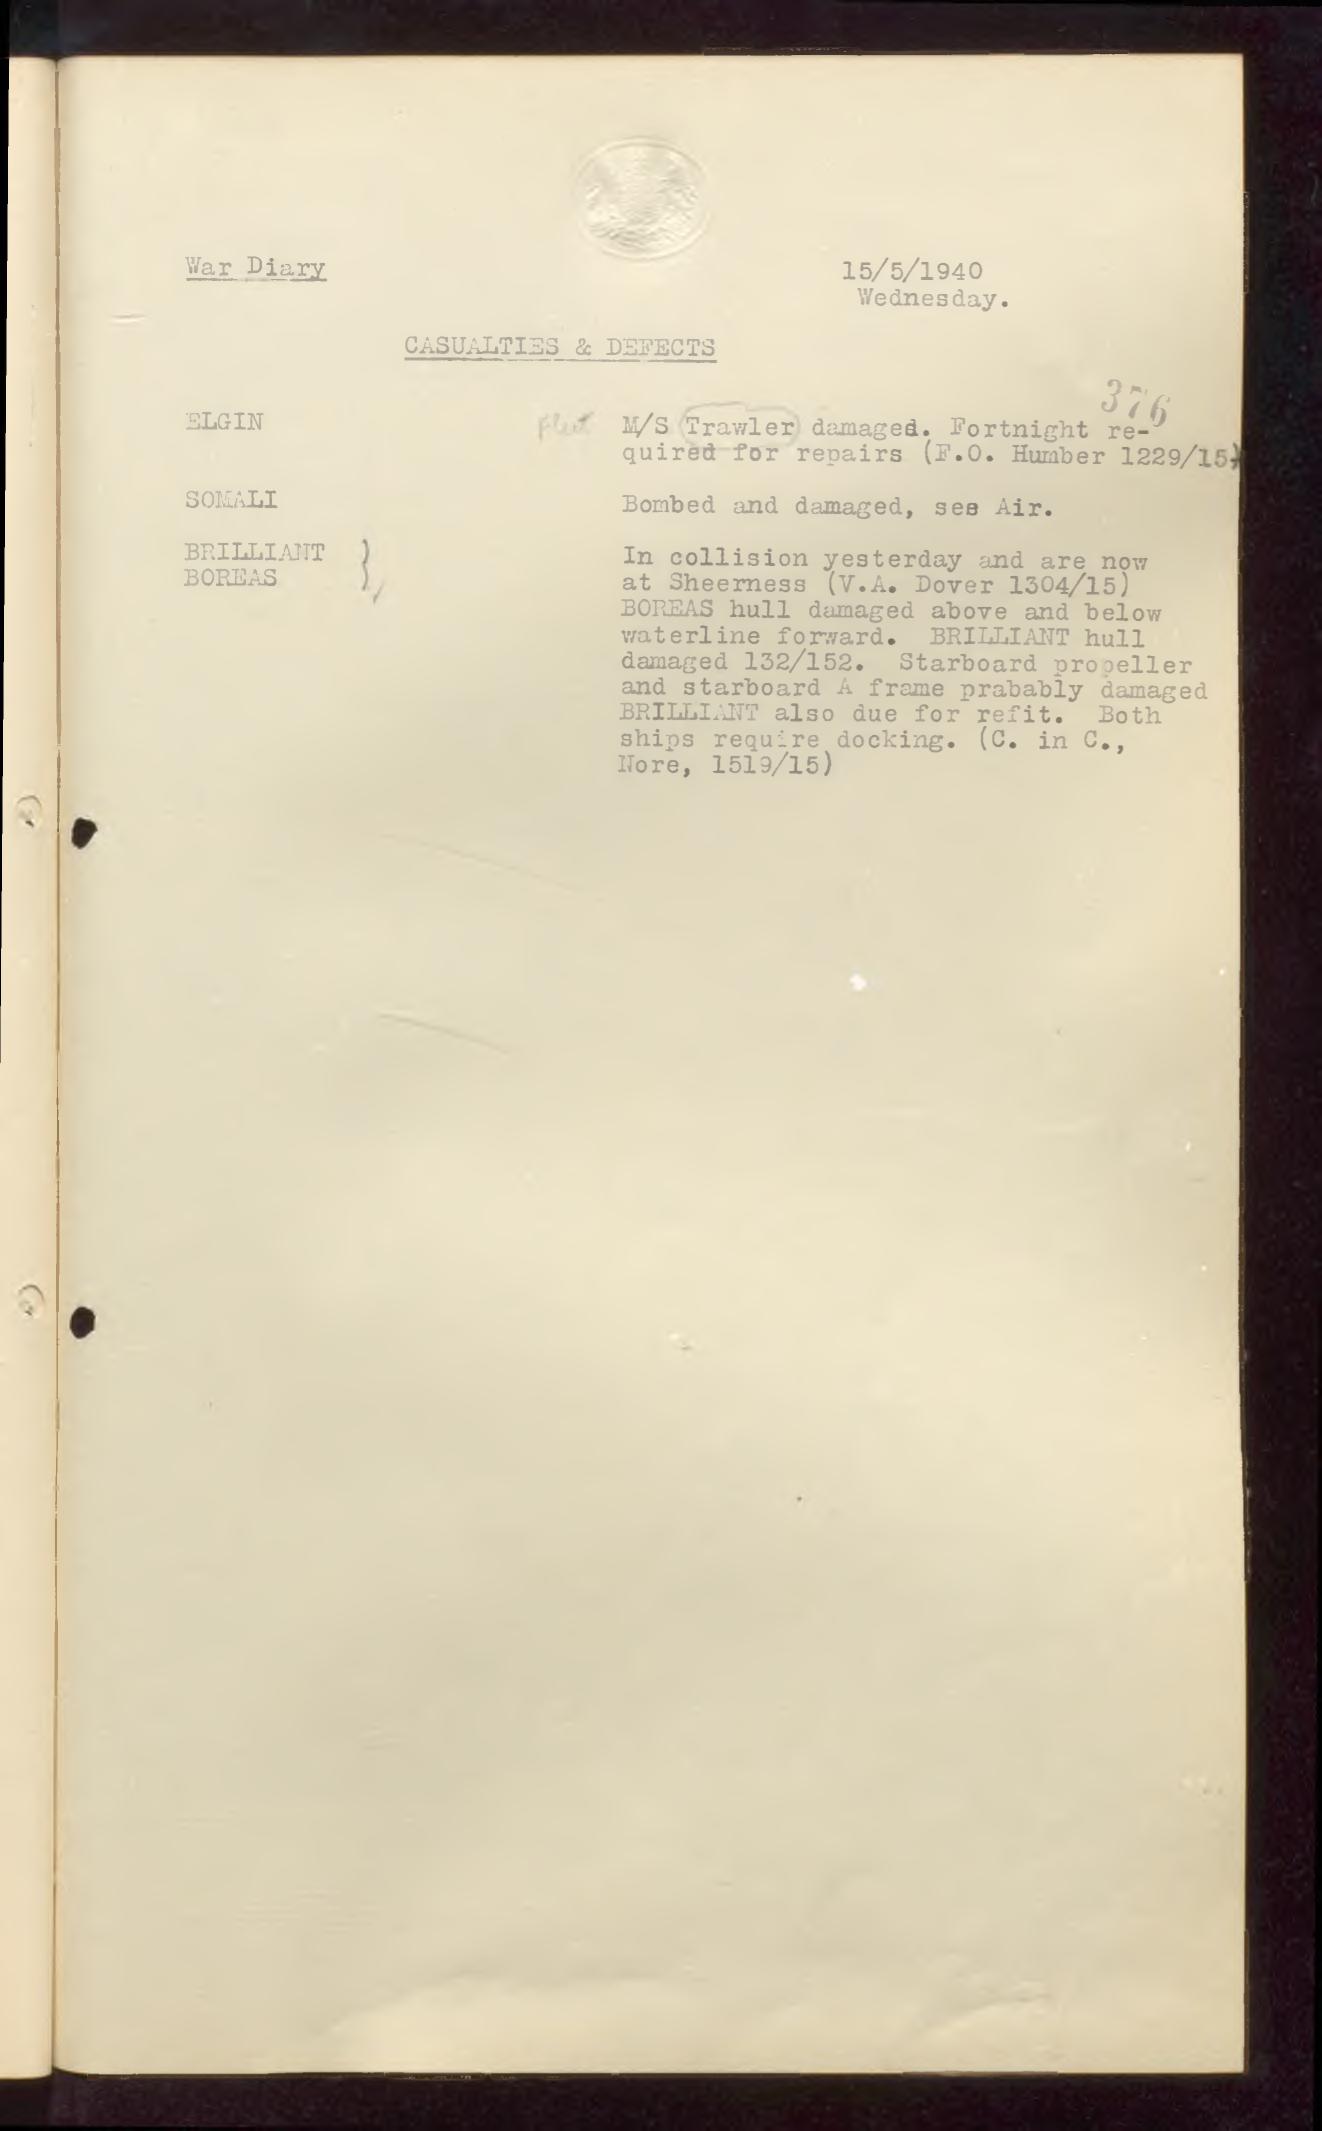 War Diary
15/5/1940
Wednesday.
CASUALTIES & DEFECTS
376
ELGIN
Fleet M/S Trawler damaged. Fortnight re-
quired for repairs (F.O. Humber 1229/15)
SOMALI
Bombed and damaged, see Air.
BRILLIANT }
BOREAS
In collision yesterday and are now
at Sheerness (V.A. Dover 1304/15)
BOREAS hull damaged above and below
waterline forward. BRILLIANT hull
damaged 132/152. Starboard propeller
and starboard A frame prabably damaged
BRILLIANT also due for refit. Both
ships require docking. (C. in C.,
Nore, 1519/15)